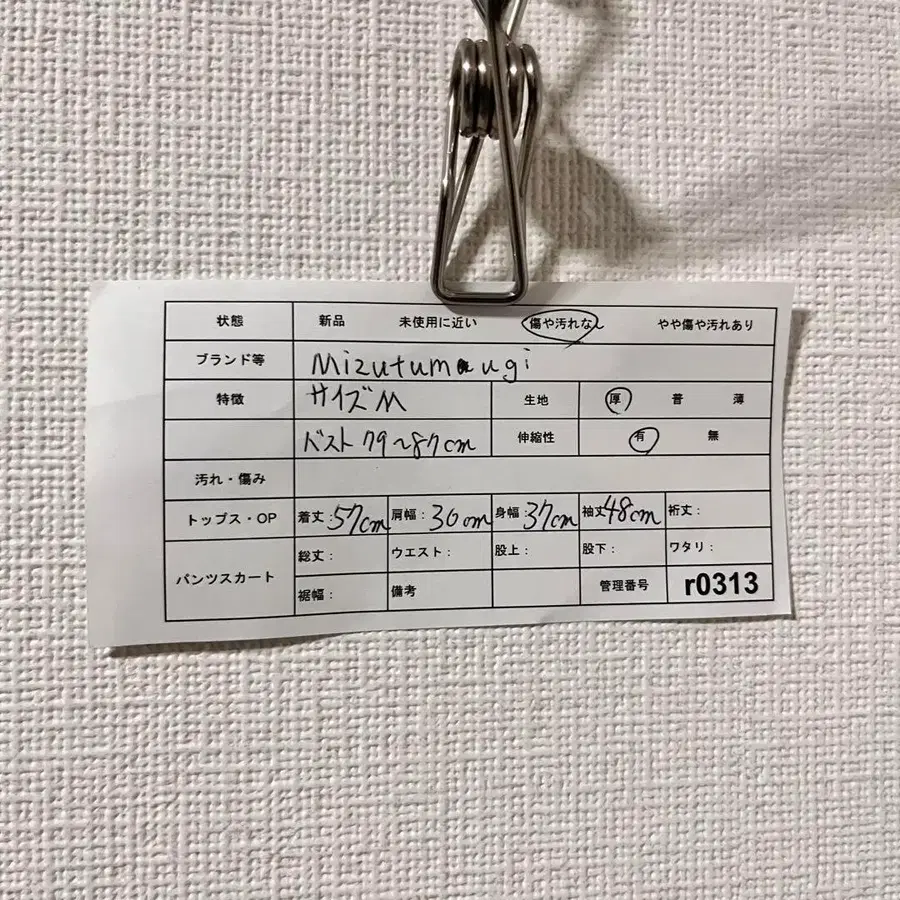 状態 新品 未使用に近い 傷や汚れなし やや傷や汚れあり
ブランド等 Mizutumaugi
特徴 サイズM 生地 厚 普 薄
バスト 79~87cm 伸縮性 有 無
汚れ・傷み
トップス・OP 着丈:57cm 肩幅:30cm 身幅:37cm 袖丈48cm 裄丈:
パンツスカート 総丈: ウエスト: 股上: 股下: ワタリ:
裾幅: 備考 管理番号 r0313